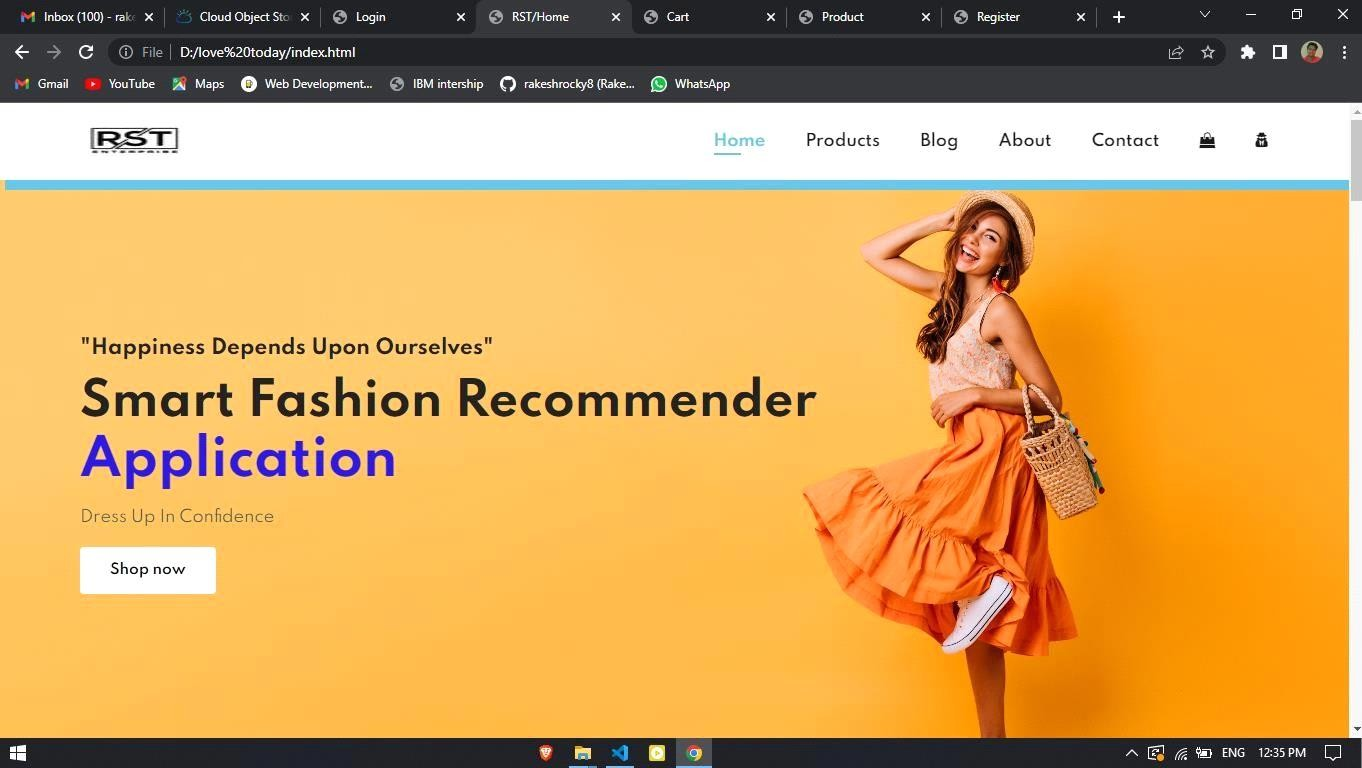 Inbox (100) - rake
Cloud Object Sto
Login
RST/Home
Cart
Product
Register
File
D:/love%20today/index.html
Gmail
YouTube
Maps
Web Development...
IBM intership
rakeshrocky8 (Rake...
WhatsApp
RST
ENTERPRISE
Home
Products
Blog
About
Contact
"Happiness Depends Upon Ourselves"
Smart Fashion Recommender
Application
Dress Up In Confidence
Shop now
ENG
12:35 PM